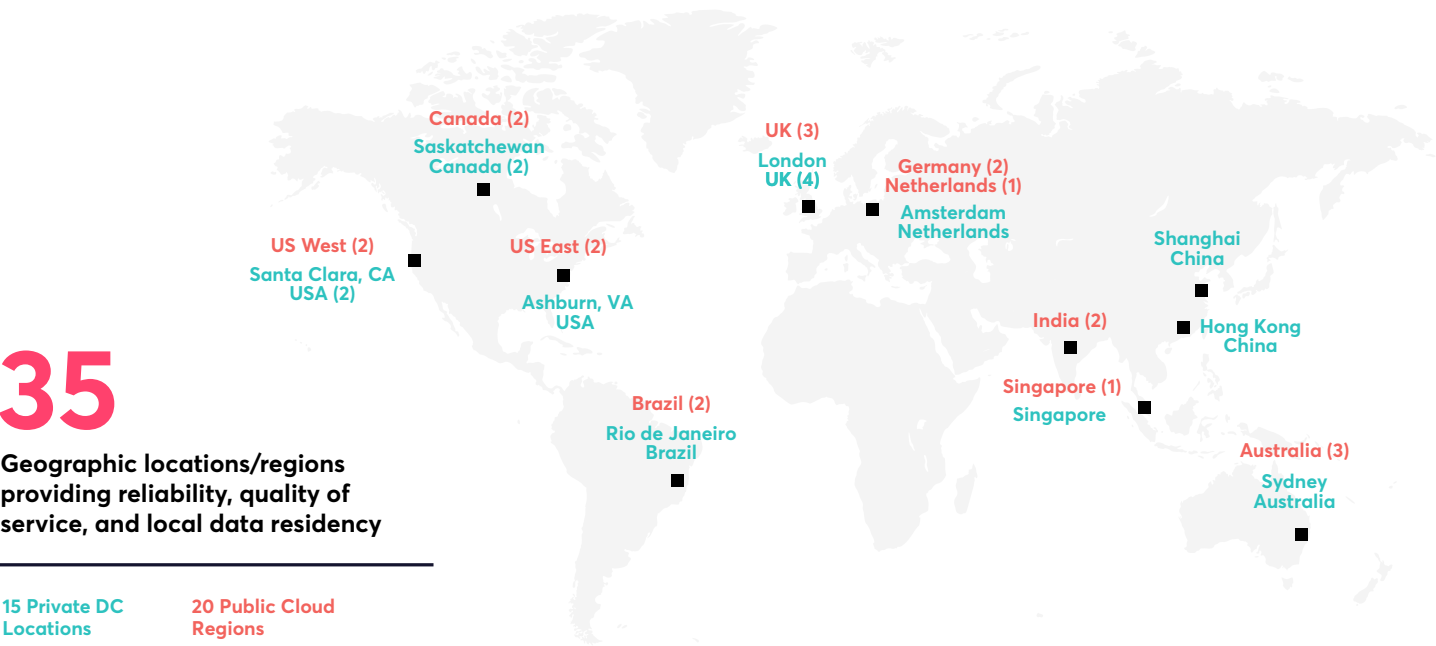 Canada (2)
Saskatchewan
Canada (2)
UK (3)
London
UK (4)
Germany (2)
Netherlands (1)
Amsterdam
Netherlands
US West (2)
Santa Clara, CA
USA (2)
US East (2)
Ashburn, VA
USA
Shanghai
China
Hong Kong
China
India (2)
Singapore (1)
Singapore
Brazil (2)
Rio de Janeiro
Brazil
Australia (3)
Sydney
Australia
35
Geographic locations/regions
providing reliability, quality of
service, and local data residency
15 Private DC
Locations
20 Public Cloud
Regions